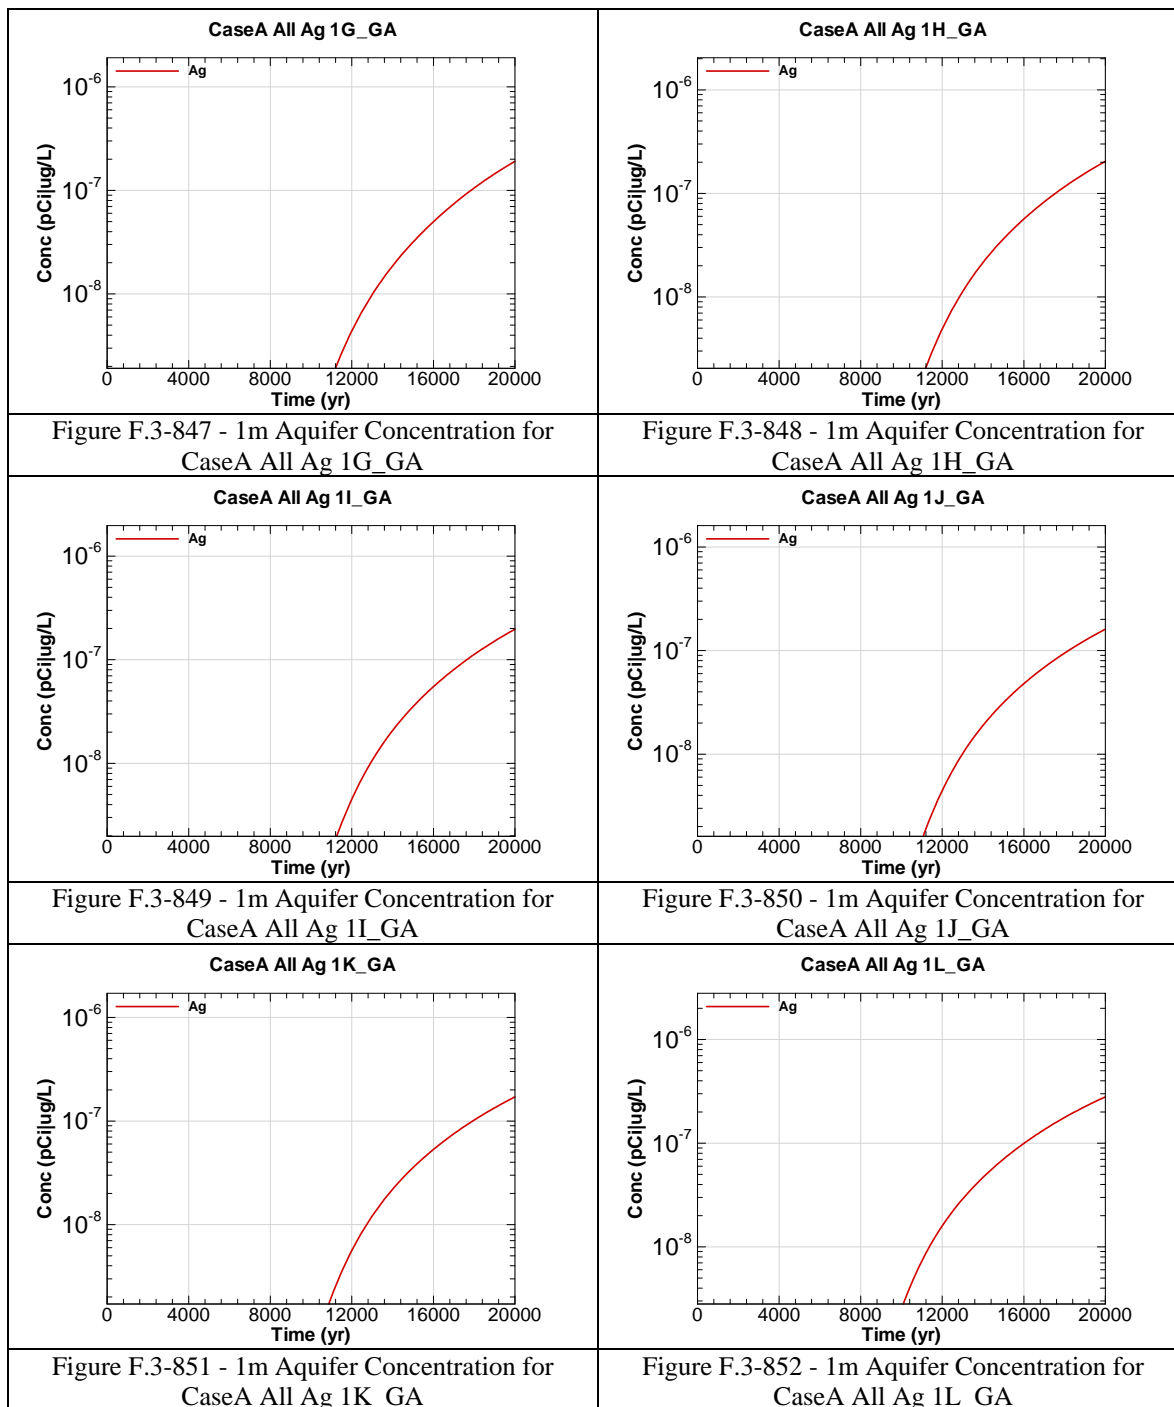 CaseA All Ag 1G_GA
Ag
10-6
10-7
10-8
Conc (pCi|ug/L)
0 4000 8000 12000 16000 20000
Time (yr)
Figure F.3-847 - 1m Aquifer Concentration for
CaseA All Ag 1G_GA
CaseA All Ag 1H_GA
Ag
10-6
10-7
10-8
Conc (pCi|ug/L)
0 4000 8000 12000 16000 20000
Time (yr)
Figure F.3-848 - 1m Aquifer Concentration for
CaseA All Ag 1H_GA
CaseA All Ag 1I_GA
Ag
10-6
10-7
10-8
Conc (pCi|ug/L)
0 4000 8000 12000 16000 20000
Time (yr)
Figure F.3-849 - 1m Aquifer Concentration for
CaseA All Ag 1I_GA
CaseA All Ag 1J_GA
Ag
10-6
10-7
10-8
Conc (pCi|ug/L)
0 4000 8000 12000 16000 20000
Time (yr)
Figure F.3-850 - 1m Aquifer Concentration for
CaseA All Ag 1J_GA
CaseA All Ag 1K_GA
Ag
10-6
10-7
10-8
Conc (pCi|ug/L)
0 4000 8000 12000 16000 20000
Time (yr)
Figure F.3-851 - 1m Aquifer Concentration for
CaseA All Ag 1K_GA
CaseA All Ag 1L_GA
Ag
10-6
10-7
10-8
Conc (pCi|ug/L)
0 4000 8000 12000 16000 20000
Time (yr)
Figure F.3-852 - 1m Aquifer Concentration for
CaseA All Ag 1L_GA